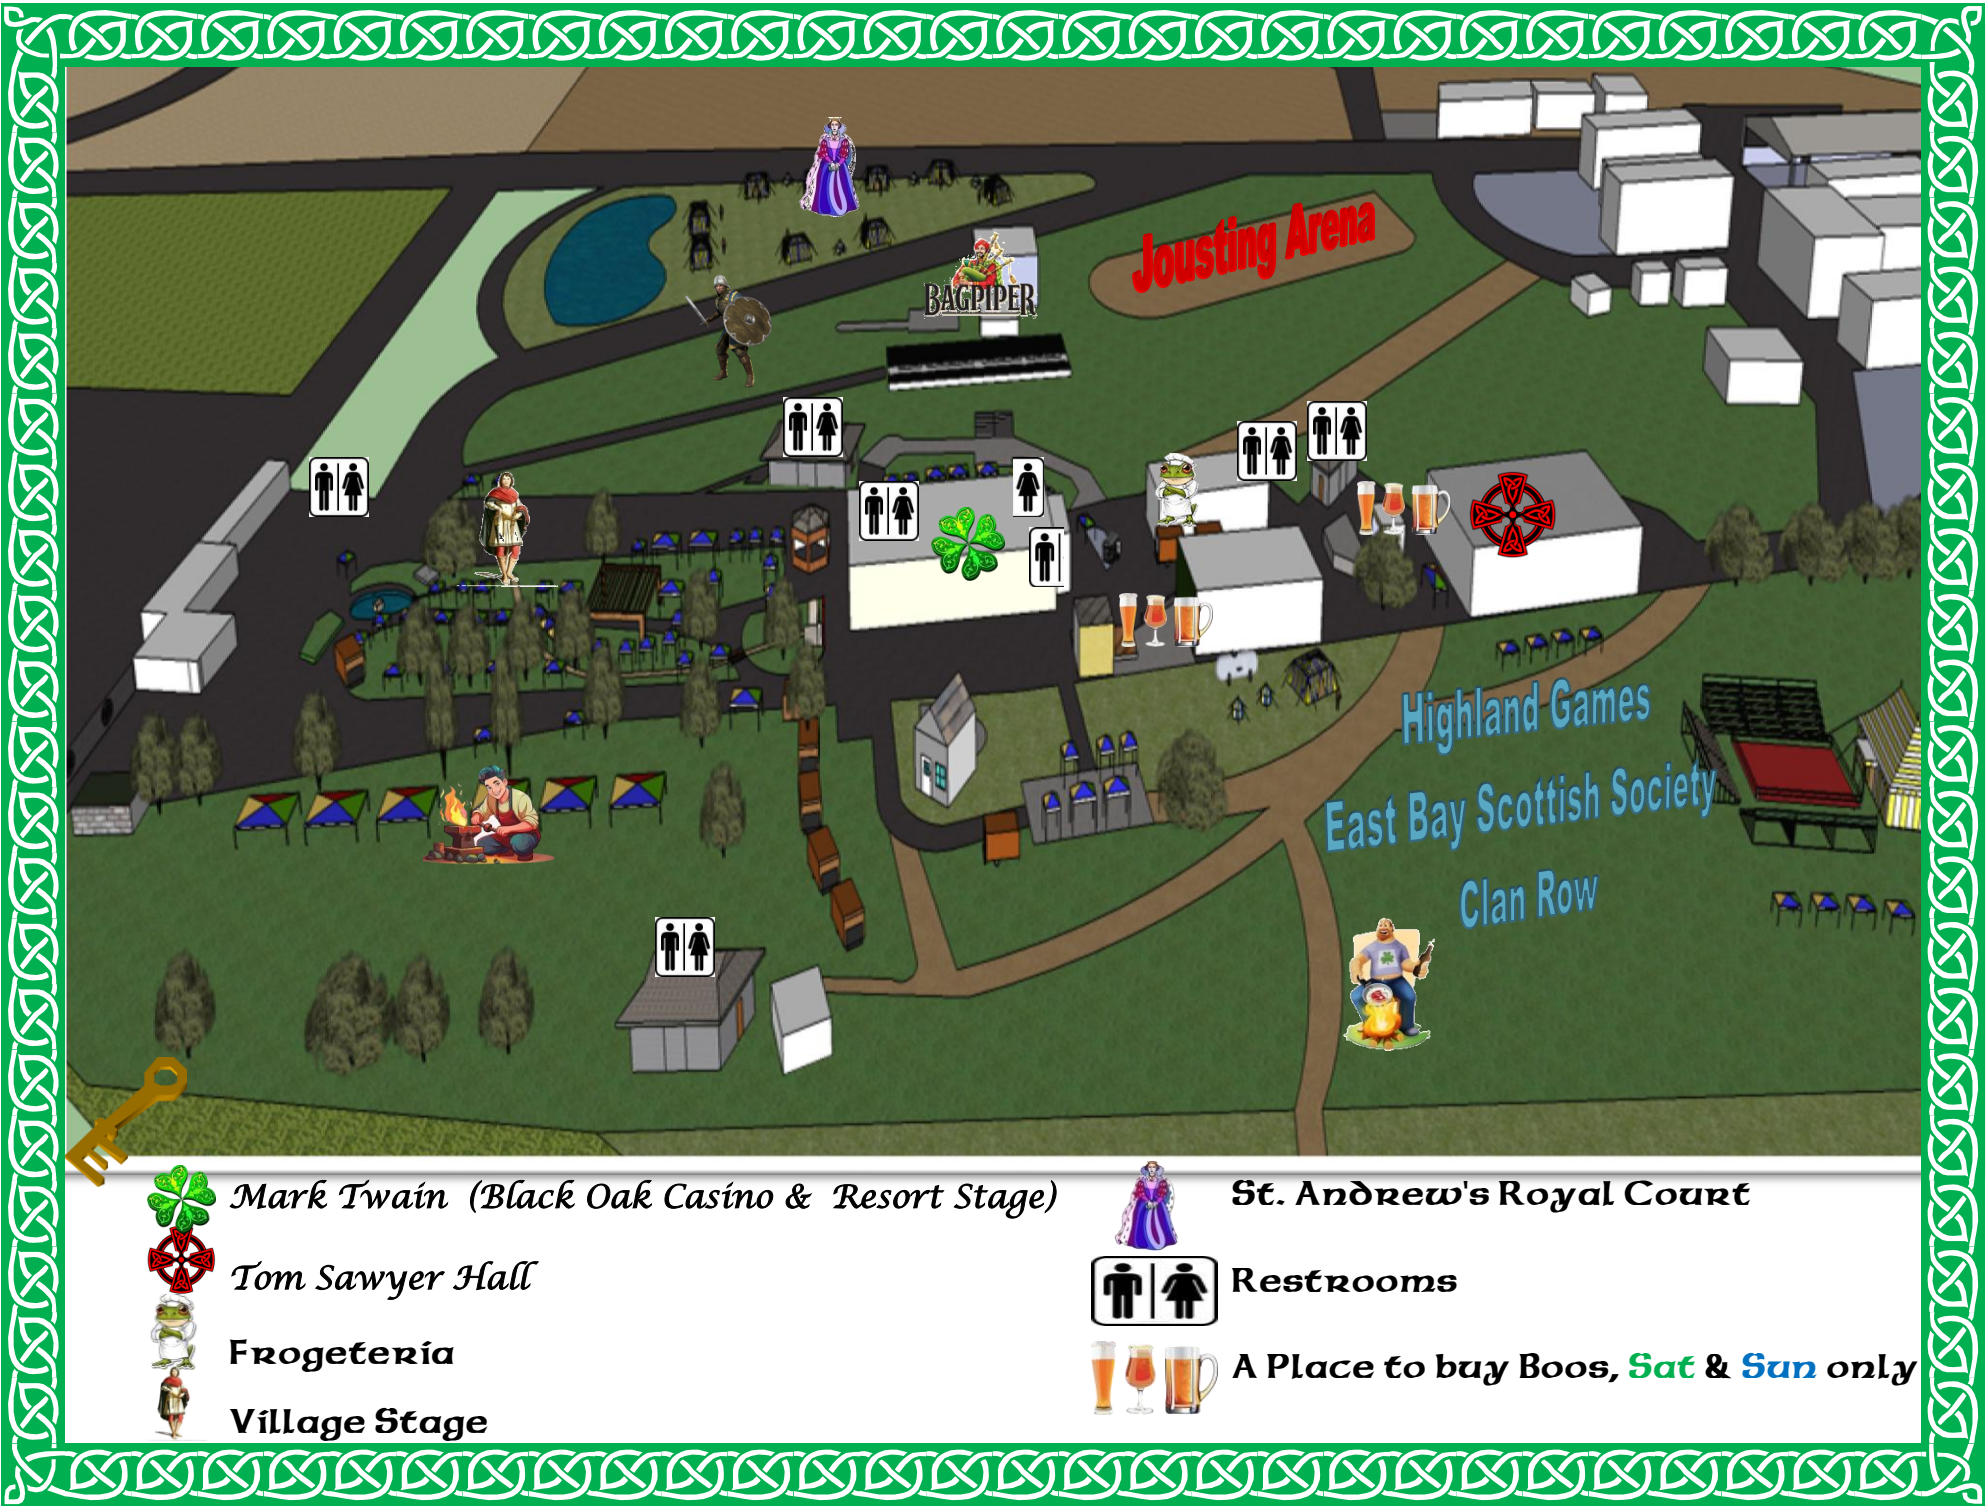 Jousting Arena
BAGPIPER
Highland Games
East Bay Scottish Society
Clan Row
Mark Twain (Black Oak Casino & Resort Stage)
Tom Sawyer Hall
Frogeteria
Village Stage
St. Andrew's Royal Court
Restrooms
A Place to buy Boos, Sat & Sun only